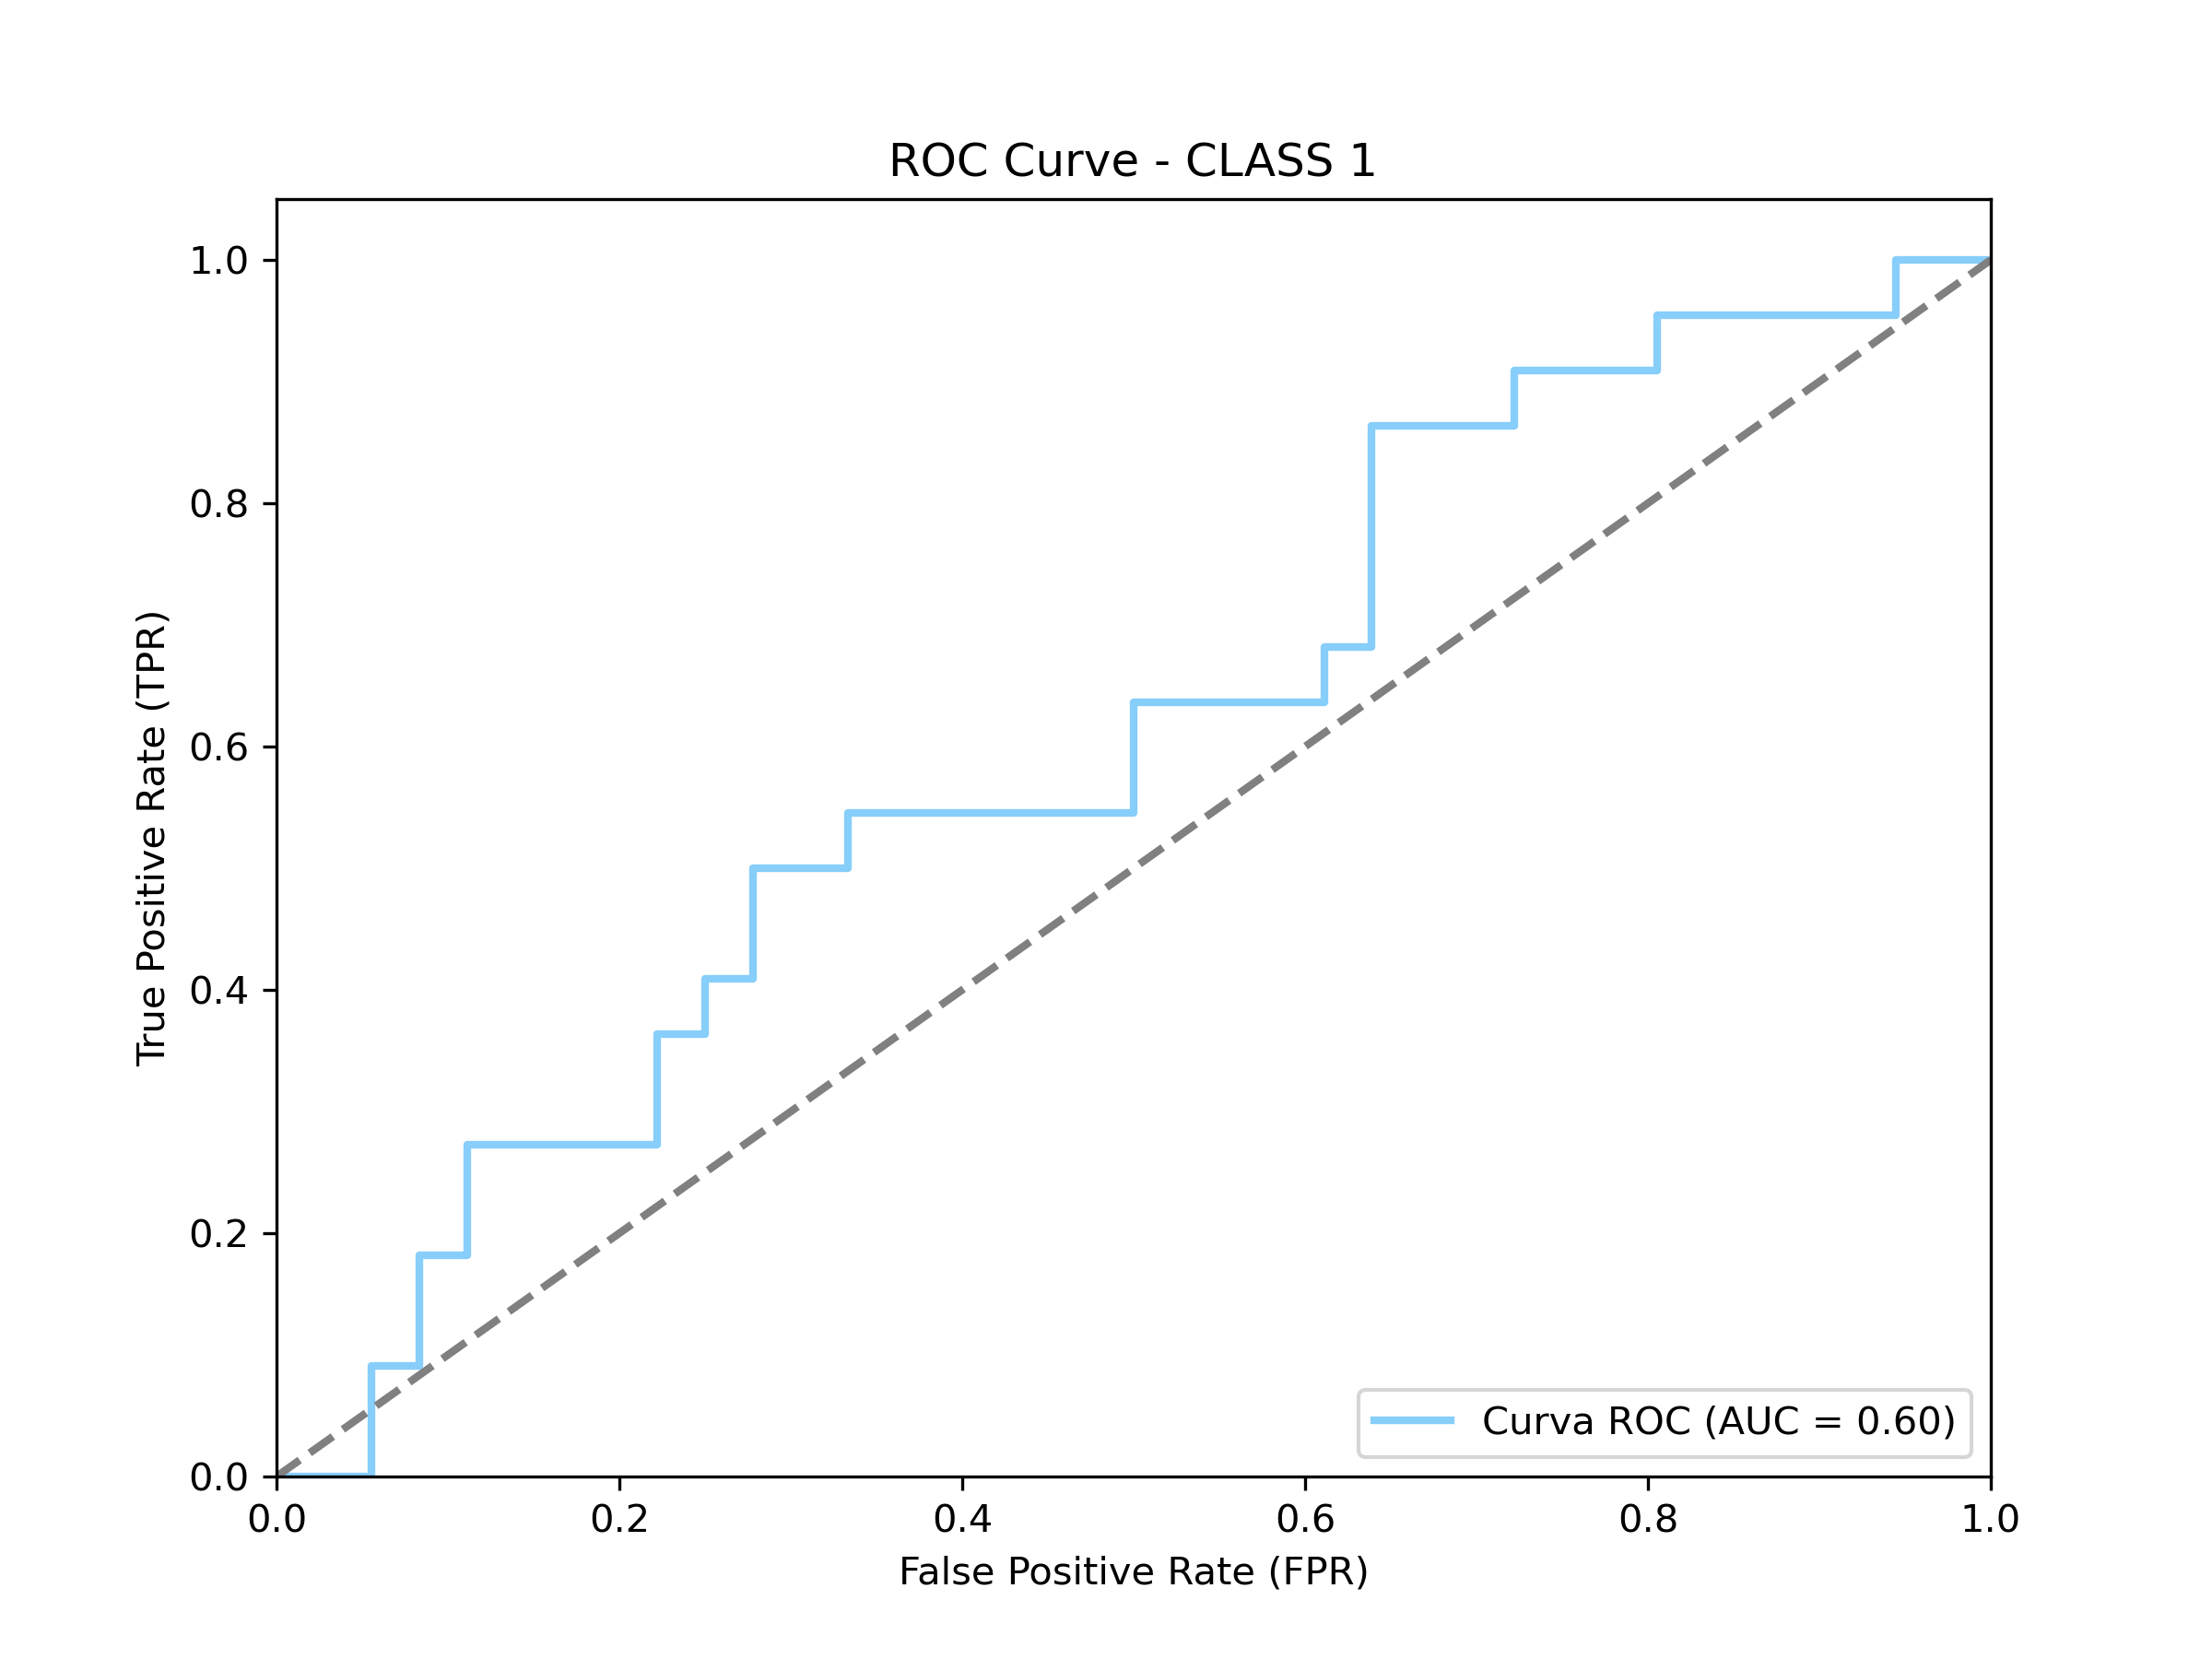 ROC Curve - CLASS 1
True Positive Rate (TPR)
1.0
0.8
0.6
0.4
0.2
0.0
Curva ROC (AUC = 0.60)
0.0 0.2 0.4 0.6 0.8 1.0
False Positive Rate (FPR)